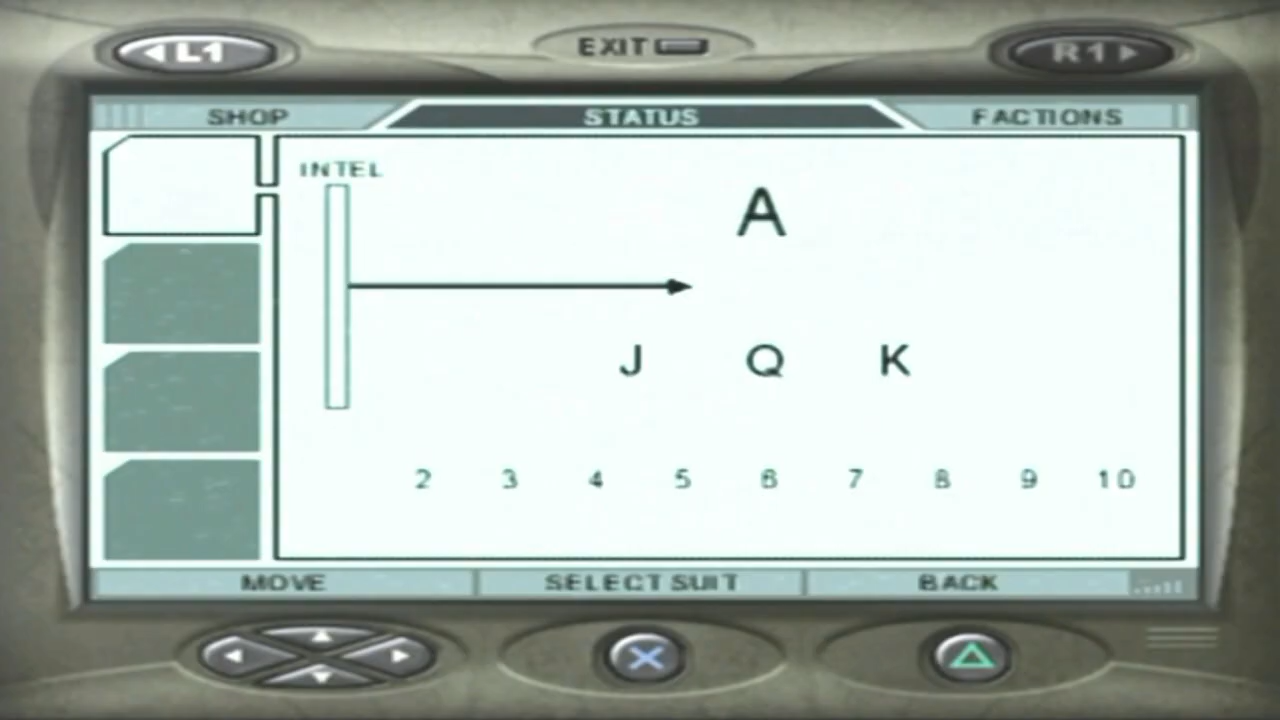 L1 EXIT R1
SHOP STATUS FACTIONS
INTEL
A
J Q K
2 3 4 5 6 7 8 9 10
MOVE SELECT SUIT BACK